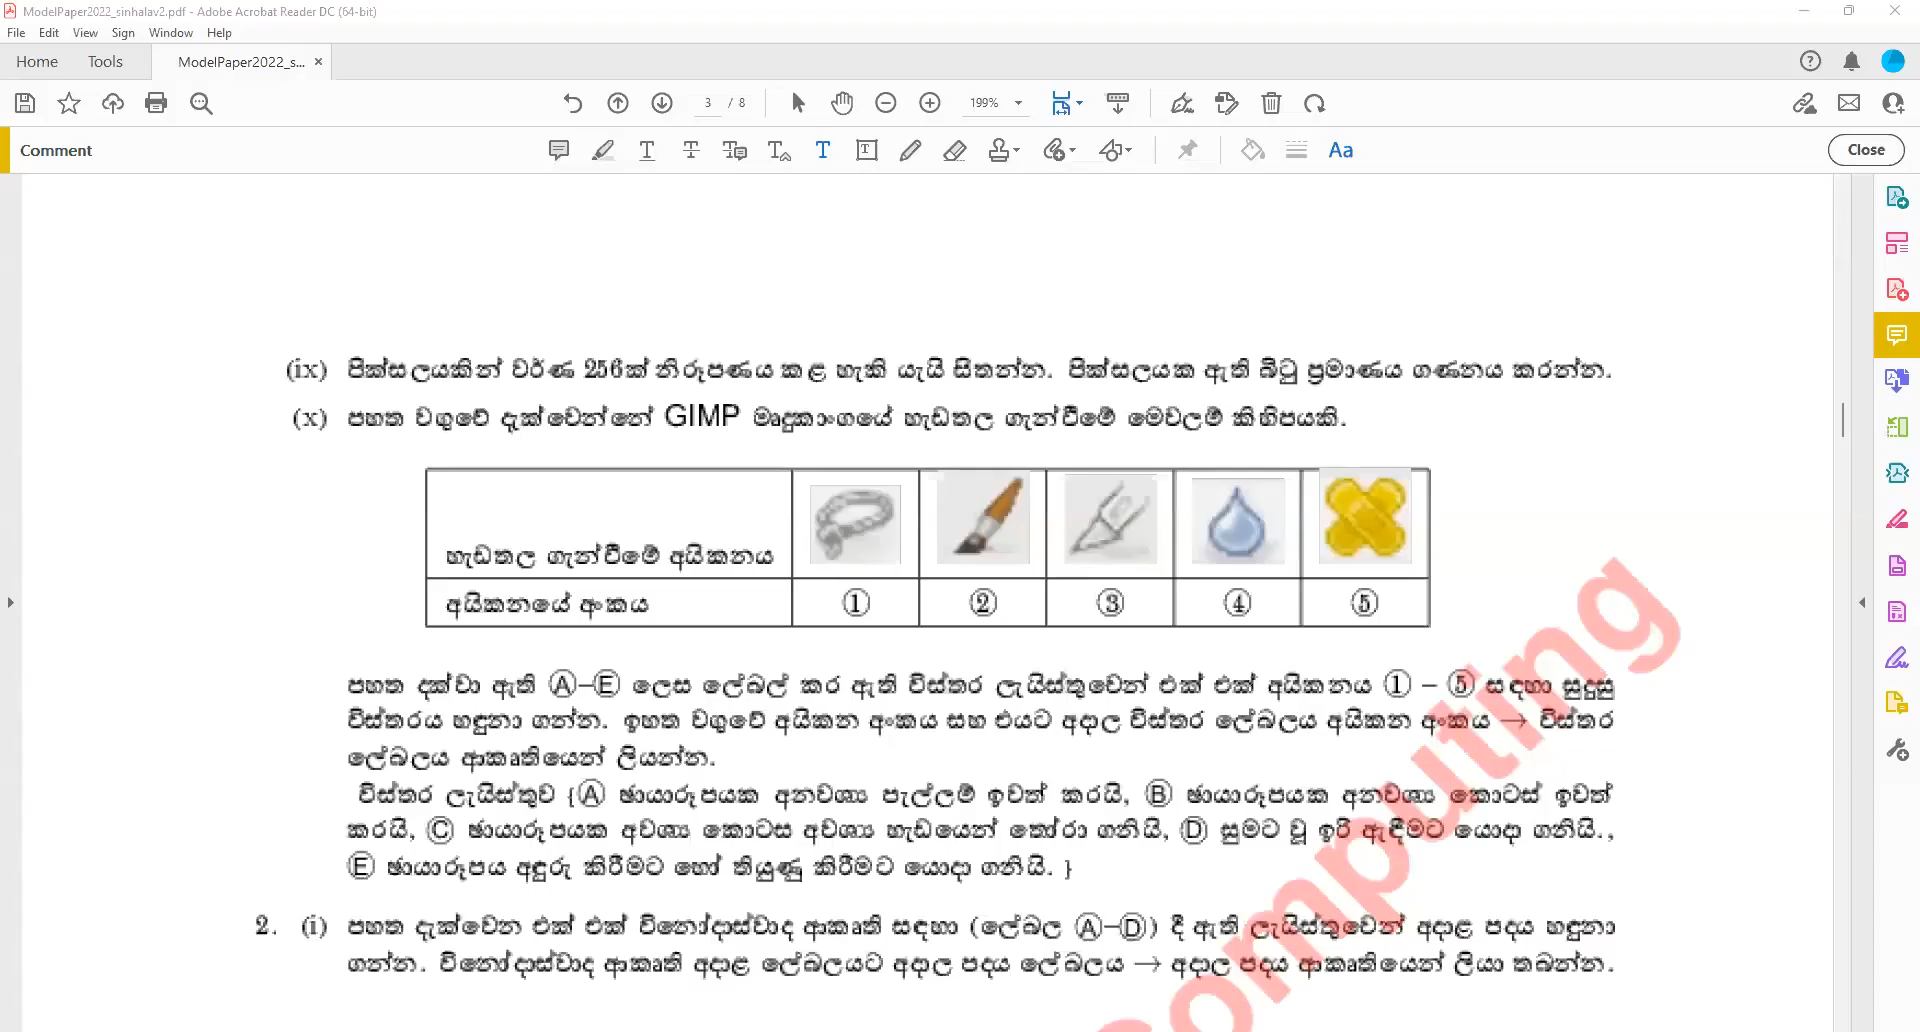 ModelPaper2022_sinhalav2.pdf - Adobe Acrobat Reader DC (64-bit)
File Edit View Sign Window Help
Home Tools ModelPaper2022_s... ×
3 / 8 199%
Comment Close
(ix) පික්සලයකින් වර්ණ 256ක් නිරූපණය කළ හැකි යැයි සිතන්න. පික්සලයක ඇති බිටු ප්‍රමාණය ගණනය කරන්න.
(x) පහත වගුවේ දැක්වෙන්නේ GIMP මෘදුකාංගයේ හැඩතල ගැන්වීමේ මෙවලම් කිහිපයකි.
හැඩතල ගැන්වීමේ අයිකනය
අයිකනයේ අංකය ① ② ③ ④ ⑤
පහත දක්වා ඇති Ⓐ–Ⓔ ලෙස ලේබල් කර ඇති විස්තර ලැයිස්තුවෙන් එක් එක් අයිකනය ① – ⑤ සඳහා සුදුසු
විස්තරය හඳුනා ගන්න. ඉහත වගුවේ අයිකන අංකය සහ එයට අදාල විස්තර ලේබලය අයිකන අංකය → විස්තර
ලේබලය ආකෘතියෙන් ලියන්න.
විස්තර ලැයිස්තුව {Ⓐ ඡායාරූපයක අනවශ්‍ය පැල්ලම් ඉවත් කරයි, Ⓑ ඡායාරූපයක අනවශ්‍ය කොටස් ඉවත්
කරයි, Ⓒ ඡායාරූපයක අවශ්‍ය කොටස අවශ්‍ය හැඩයෙන් තෝරා ගනියි, Ⓓ සුමට වූ ඉරි ඇඳීමට යොදා ගනියි.,
Ⓔ ඡායාරූපය අඳුරු කිරීමට හෝ තියුණු කිරීමට යොදා ගනියි. }
2. (i) පහත දැක්වෙන එක් එක් විනෝදාස්වාද ආකෘති සඳහා (ලේබල Ⓐ–Ⓓ) දී ඇති ලැයිස්තුවෙන් අදාළ පදය හඳුනා
ගන්න. විනෝදාස්වාද ආකෘති අදාළ ලේබලයට අදාල පදය ලේබලය → අදාල පදය ආකෘතියෙන් ලියා තබන්න.
omputing